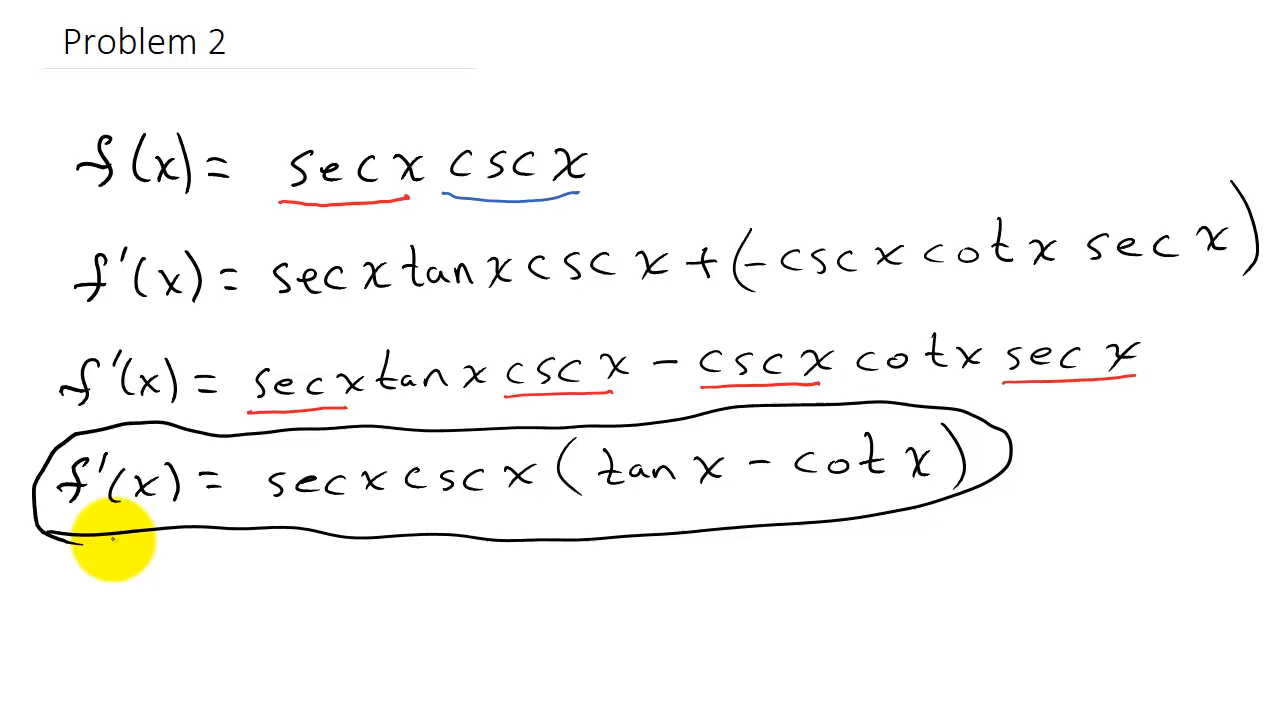 Problem 2
f(x) = sec x csc x
f'(x) = sec x tan x csc x + (-csc x cot x sec x)
f'(x) = sec x tan x csc x - csc x cot x sec x
f'(x) = sec x csc x (tan x - cot x)